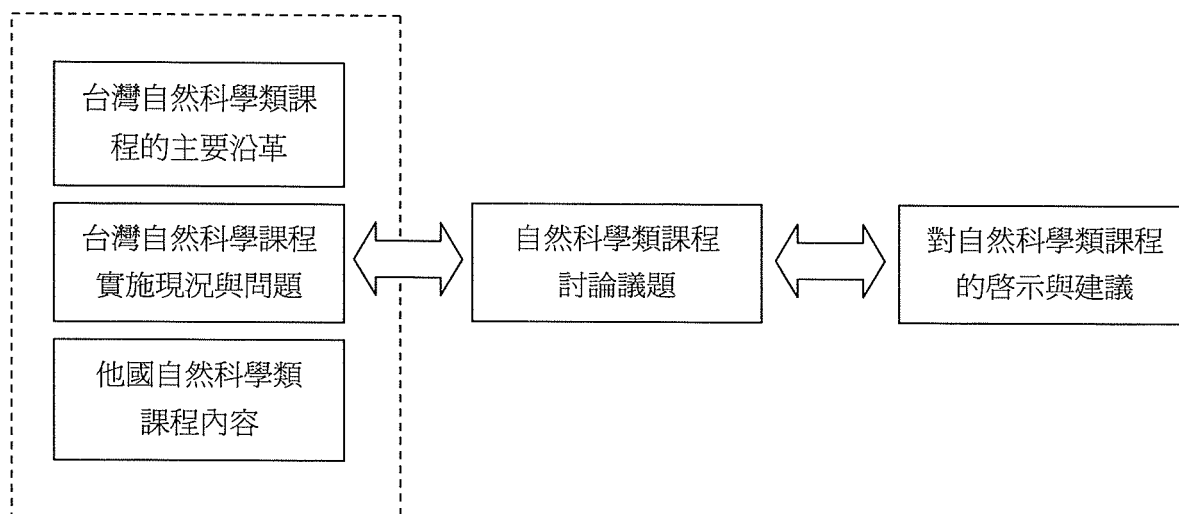 台灣自然科學類課
程的主要沿革
台灣自然科學課程
實施現況與問題
他國自然科學類
課程內容
自然科學類課程
討論議題
對自然科學類課程
的啓示與建議